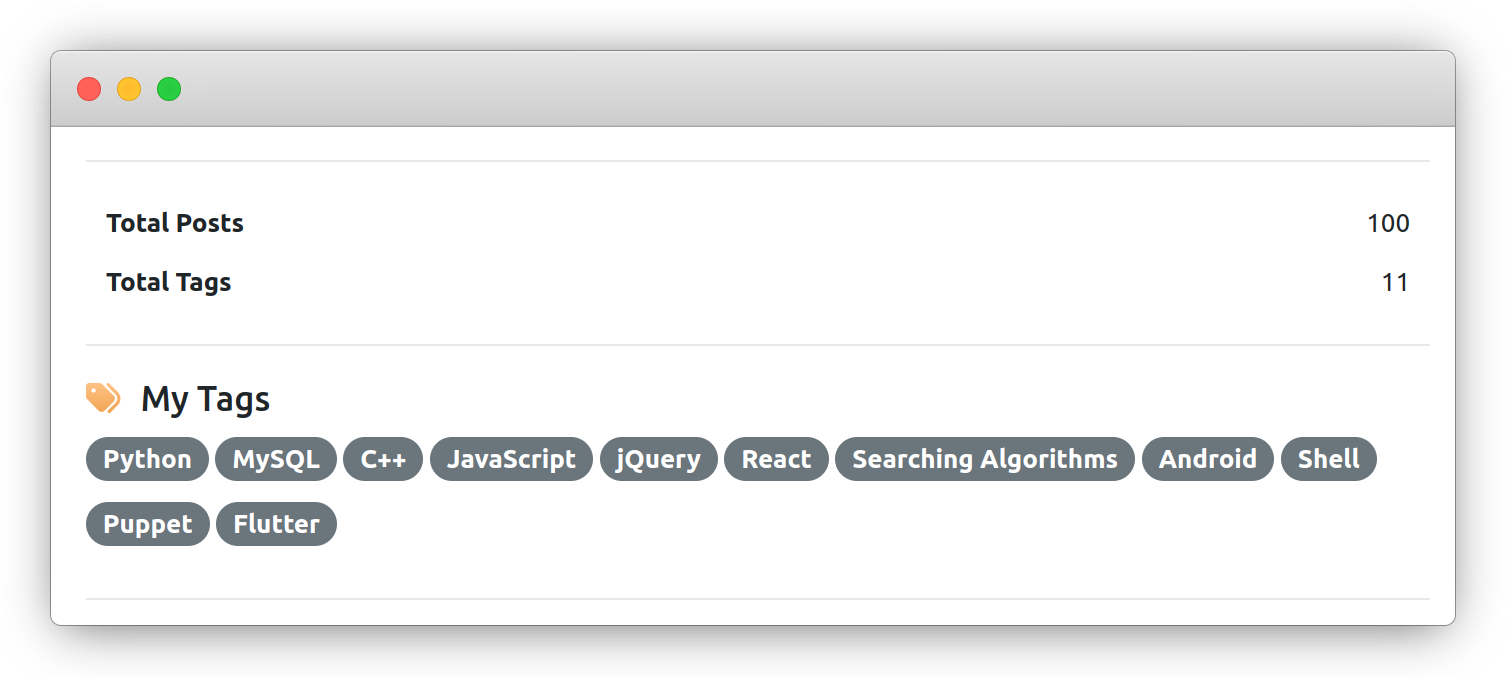 Total Posts 100
Total Tags 11
My Tags
Python MySQL C++ JavaScript jQuery React Searching Algorithms Android Shell
Puppet Flutter